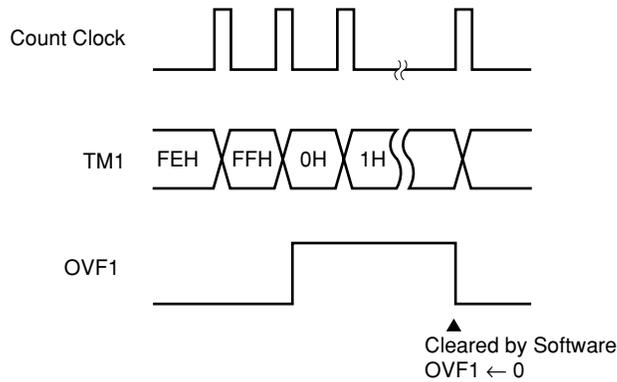 Count Clock
TM1
FEH
FFH
0H
1H
OVF1
Cleared by Software
OVF1 ← 0